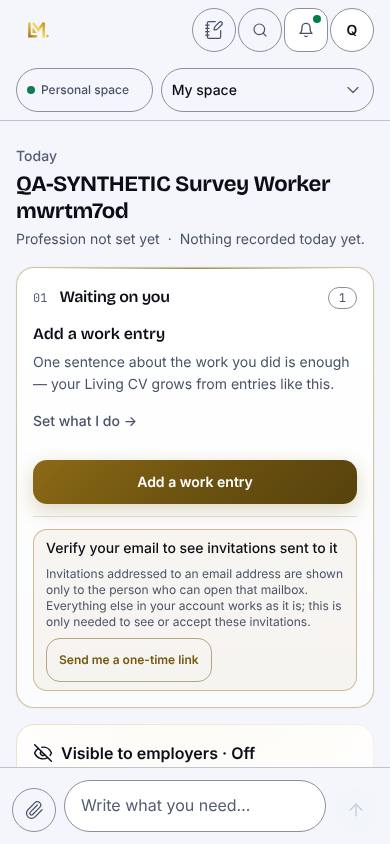 LM.
Q
Personal space
My space
Today
QA-SYNTHETIC Survey Worker
mwrtm7od
Profession not set yet · Nothing recorded today yet.
01 Waiting on you 1
Add a work entry
One sentence about the work you did is enough
— your Living CV grows from entries like this.
Set what I do →
Add a work entry
Verify your email to see invitations sent to it
Invitations addressed to an email address are shown
only to the person who can open that mailbox.
Everything else in your account works as it is; this is
only needed to see or accept these invitations.
Send me a one-time link
Visible to employers · Off
Write what you need...